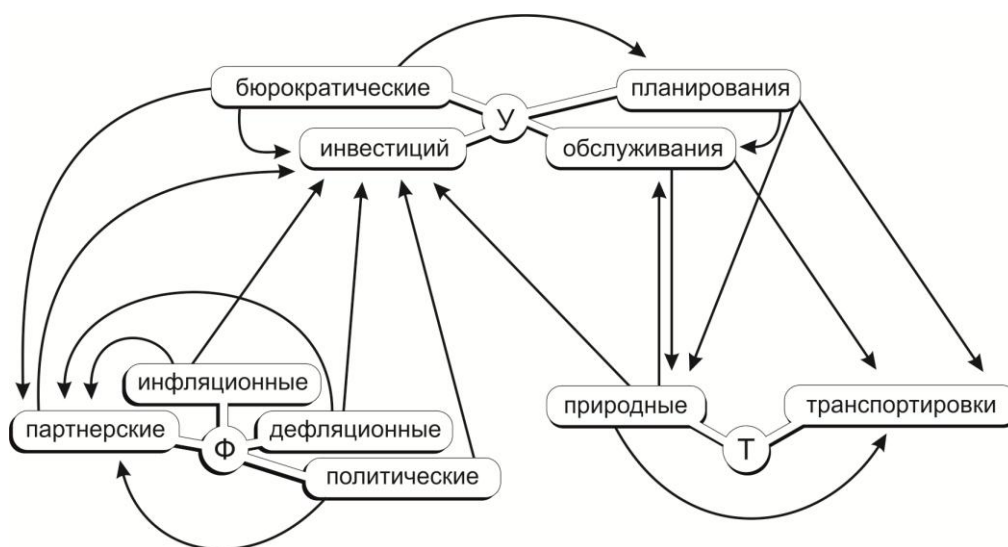 бюрократические
планирования
У
инвестиций
обслуживания
инфляционные
партнерские
Ф
дефляционные
политические
природные
Т
транспортировки